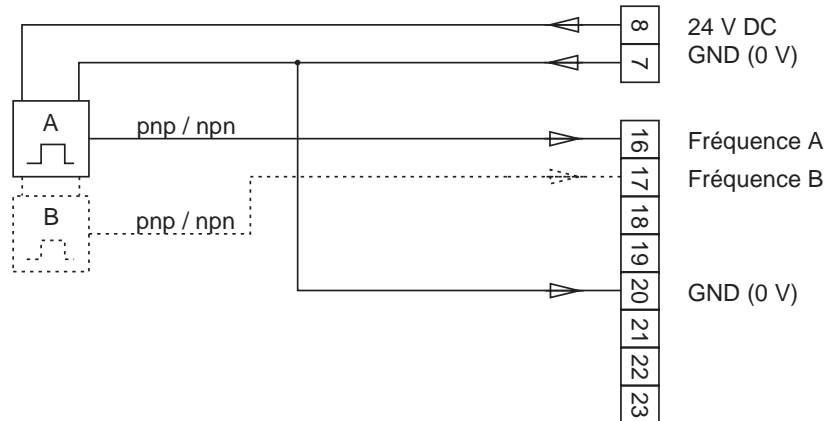 8 24 V DC
7 GND (0 V)
A pnp / npn 16 Fréquence A
17 Fréquence B
B pnp / npn 18
19
20 GND (0 V)
21
22
23